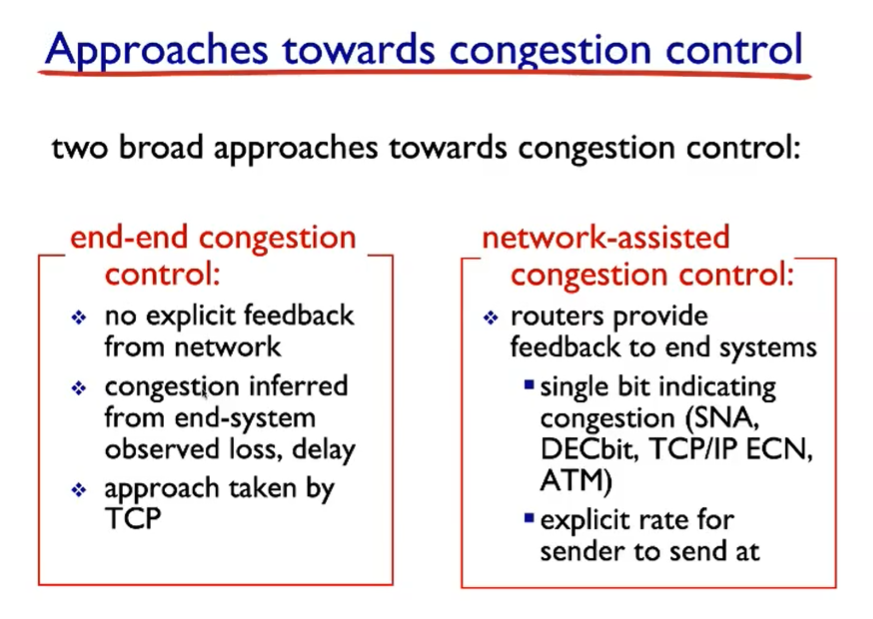 Approaches towards congestion control
two broad approaches towards congestion control:
end-end congestion
control:
❖ no explicit feedback
from network
❖ congestion inferred
from end-system
observed loss, delay
❖ approach taken by
TCP
network-assisted
congestion control:
❖ routers provide
feedback to end systems
▪ single bit indicating
congestion (SNA,
DECbit, TCP/IP ECN,
ATM)
▪ explicit rate for
sender to send at